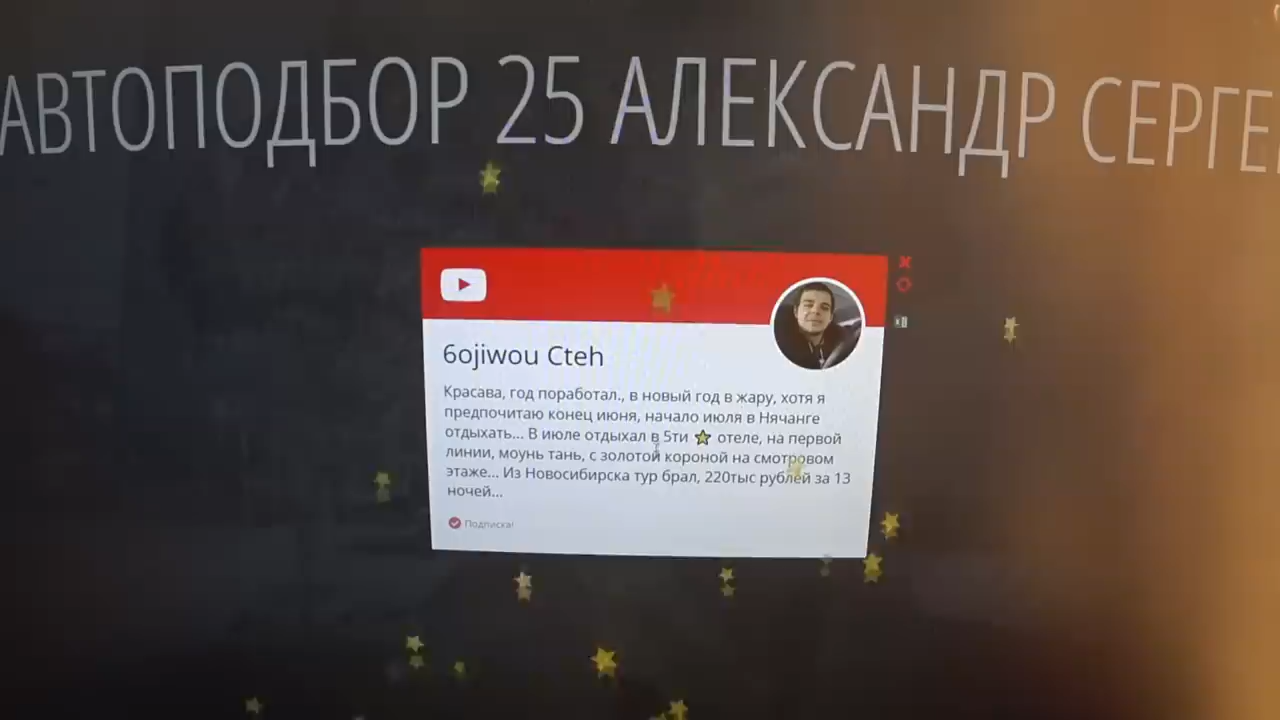 АВТОПОДБОР 25 АЛЕКСАНДР СЕРГЕ
6ojiwou Cteh
Красава, год поработал., в новый год в жару, хотя я
предпочитаю конец июня, начало июля в Нячанге
отдыхать... В июле отдыхал в 5ти ⭐ отеле, на первой
линии, моунь тань, с золотой короной на смотровом
этаже... Из Новосибирска тур брал, 220тыс рублей за 13
ночей...
Подписка!